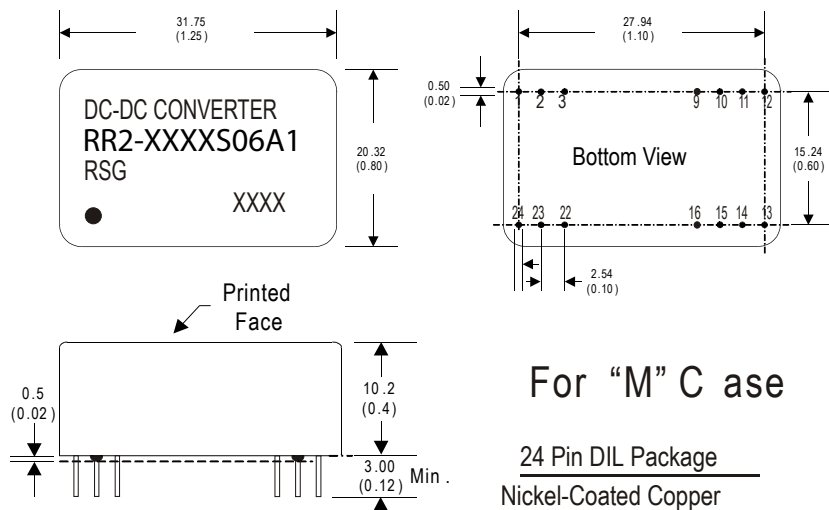 31.75
(1.25)
DC-DC CONVERTER
RR2-XXXXS06A1
RSG
XXXX
20.32
(0.80)
27.94
(1.10)
0.50
(0.02)
1 2 3 9 10 11 12
Bottom View
15.24
(0.60)
24 23 22 16 15 14 13
2.54
(0.10)
Printed
Face
0.5
(0.02)
10.2
(0.4)
3.00
(0.12) Min .
For “M” C ase
24 Pin DIL Package
Nickel-Coated Copper